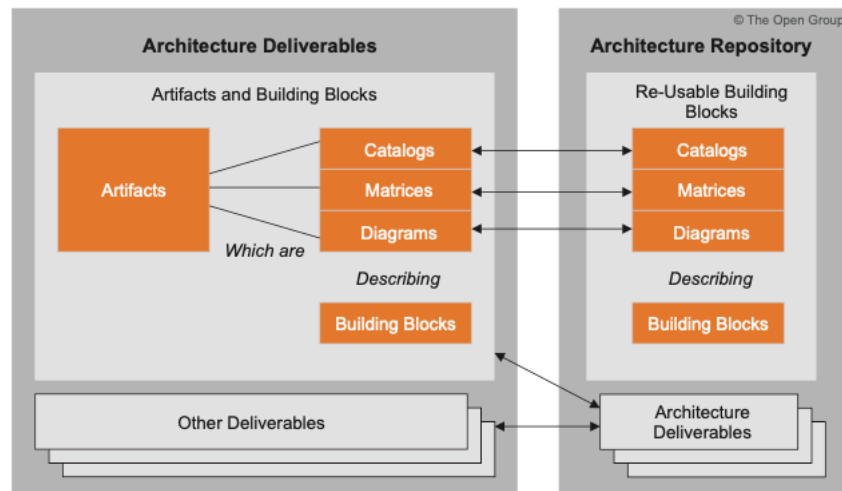 © The Open Group
Architecture Deliverables
Architecture Repository
Artifacts and Building Blocks
Re-Usable Building
Blocks
Artifacts
Catalogs
Matrices
Diagrams
Which are
Describing
Building Blocks
Catalogs
Matrices
Diagrams
Describing
Building Blocks
Other Deliverables
Architecture
Deliverables